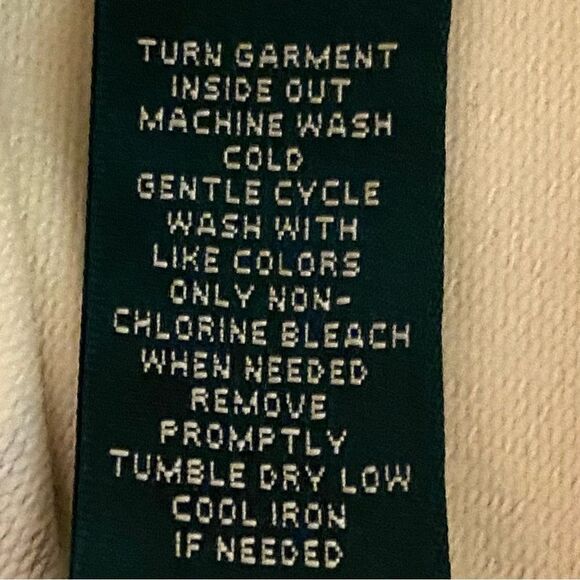 TURN GARMENT
INSIDE OUT
MACHINE WASH
COLD
GENTLE CYCLE
WASH WITH
LIKE COLORS
ONLY NON-
CHLORINE BLEACH
WHEN NEEDED
REMOVE
PROMPTLY
TUMBLE DRY LOW
COOL IRON
IF NEEDED